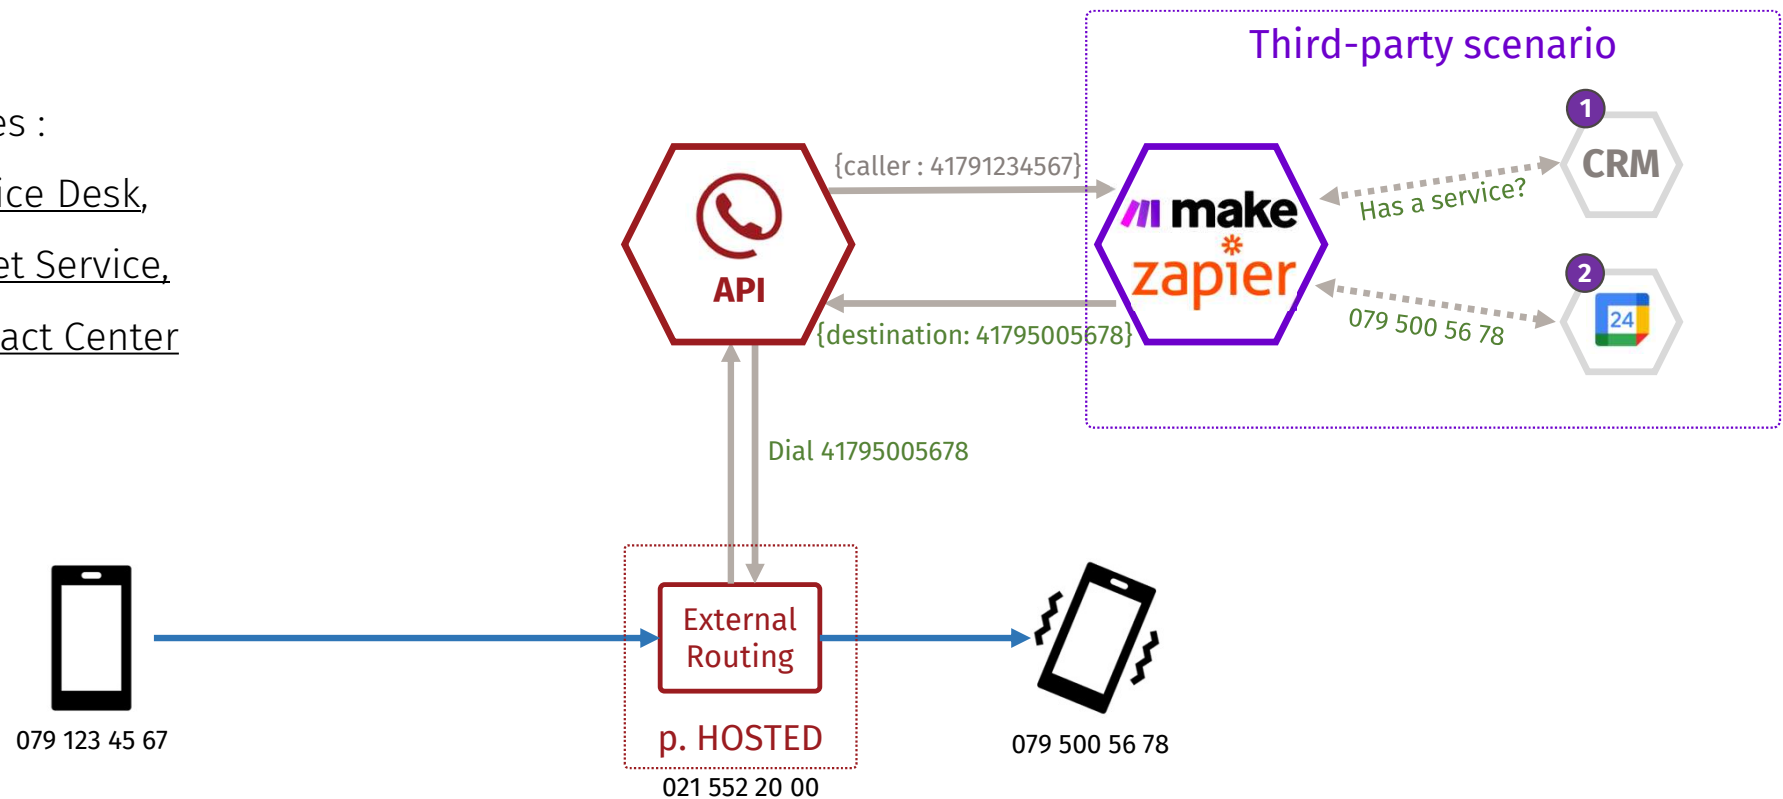 Third-party scenario
es :
ice Desk,
et Service,
act Center
{caller : 41791234567}
1
CRM
Has a service?
make
zapier
API
2
24
079 500 56 78
{destination: 41795005678}
Dial 41795005678
External
Routing
p. HOSTED
079 123 45 67
079 500 56 78
021 552 20 00